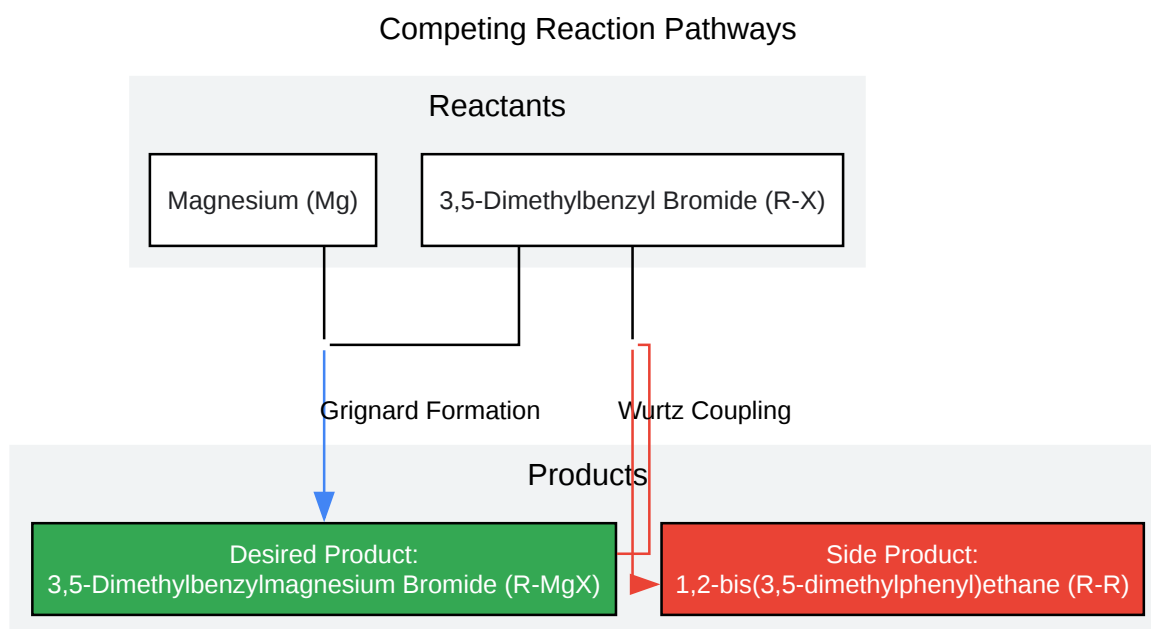 Competing Reaction Pathways
Reactants
Magnesium (Mg)
3,5-Dimethylbenzyl Bromide (R-X)
Grignard Formation
Wurtz Coupling
Products
Desired Product:
3,5-Dimethylbenzylmagnesium Bromide (R-MgX)
Side Product:
1,2-bis(3,5-dimethylphenyl)ethane (R-R)